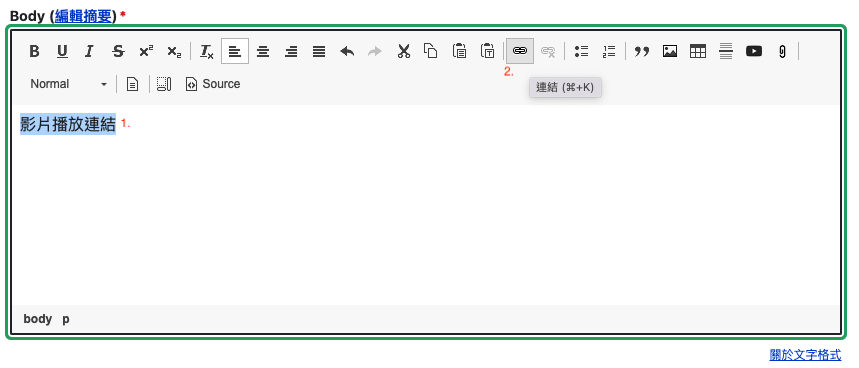 Body (編輯摘要) *
B U I S x² x₂ Tx
2.
連結 (⌘+K)
Normal Source
影片播放連結 1.
body p
關於文字格式